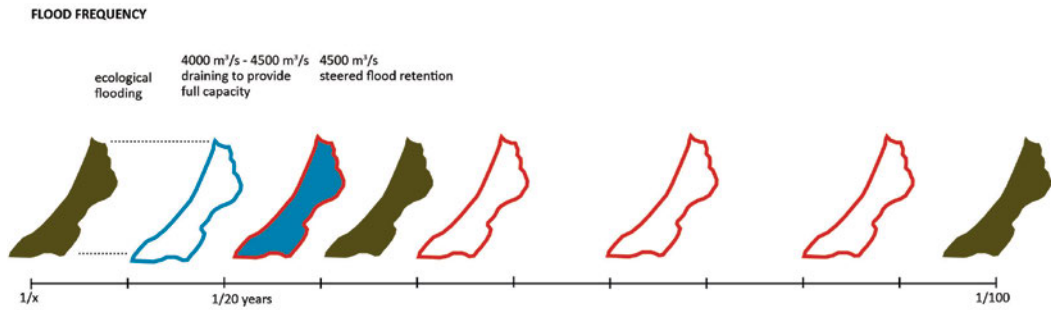 FLOOD FREQUENCY
ecological
flooding
4000 m³/s - 4500 m³/s
draining to provide
full capacity
4500 m³/s
steered flood retention
1/x
1/20 years
1/100